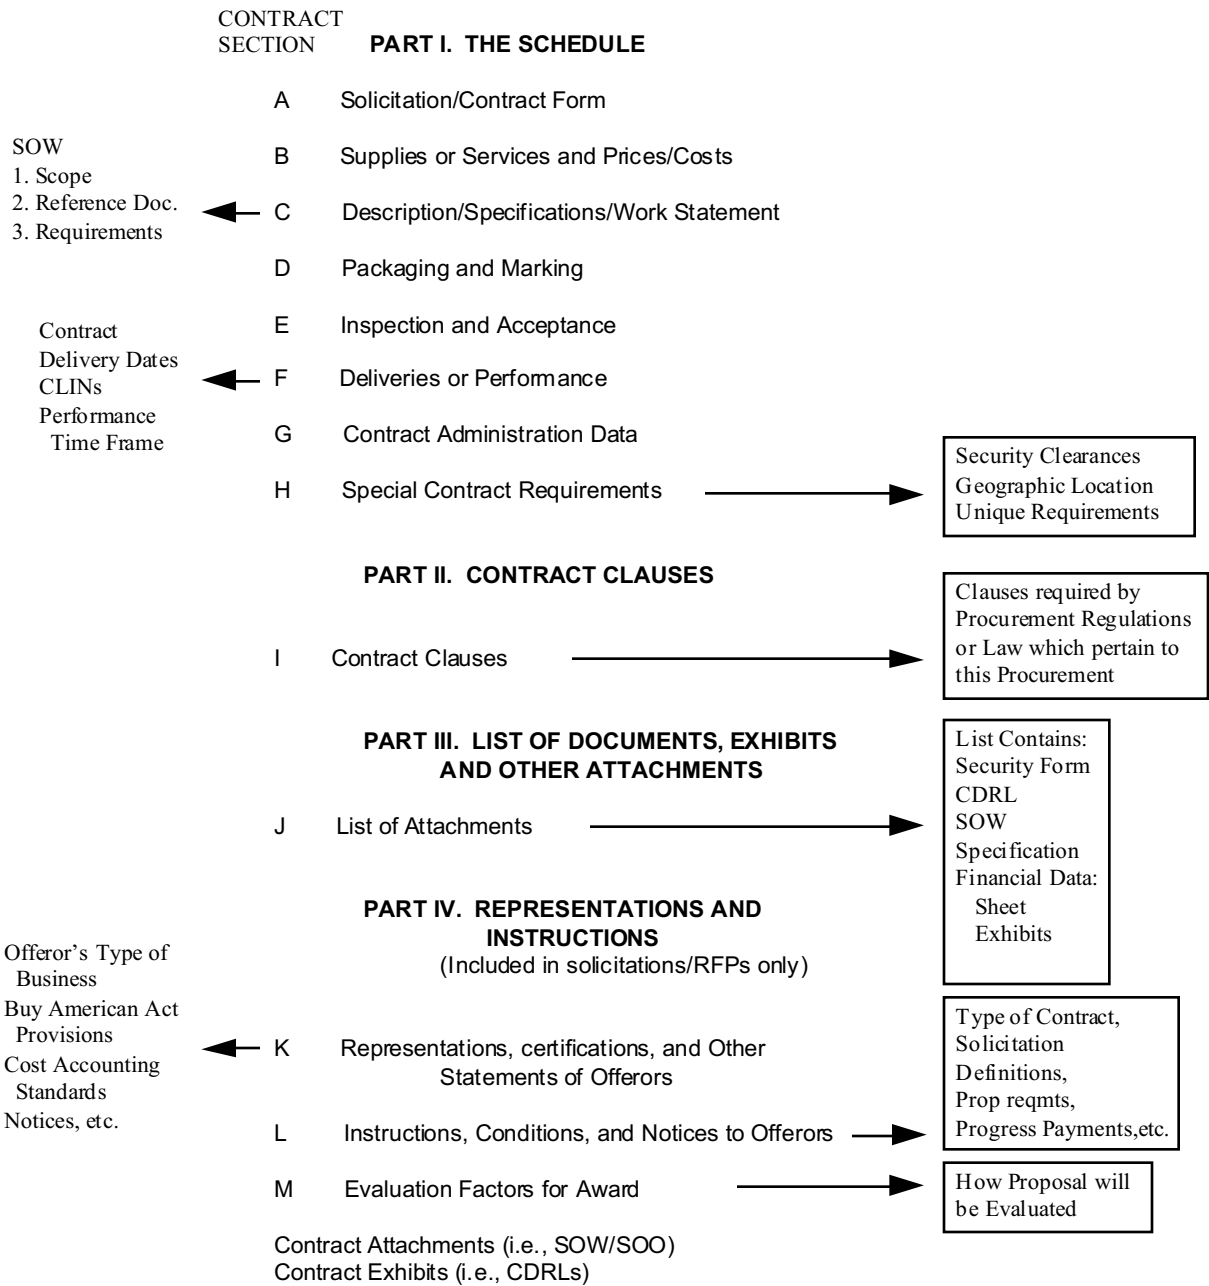 CONTRACT
SECTION
PART I. THE SCHEDULE
A Solicitation/Contract Form
SOW
1. Scope
2. Reference Doc.
3. Requirements
B Supplies or Services and Prices/Costs
C Description/Specifications/Work Statement
D Packaging and Marking
E Inspection and Acceptance
Contract
Delivery Dates
CLINs
Performance
Time Frame
F Deliveries or Performance
G Contract Administration Data
H Special Contract Requirements
Security Clearances
Geographic Location
Unique Requirements
PART II. CONTRACT CLAUSES
I Contract Clauses
Clauses required by
Procurement Regulations
or Law which pertain to
this Procurement
PART III. LIST OF DOCUMENTS, EXHIBITS
AND OTHER ATTACHMENTS
J List of Attachments
List Contains:
Security Form
CDRL
SOW
Specification
Financial Data:
Sheet
Exhibits
PART IV. REPRESENTATIONS AND
INSTRUCTIONS
(Included in solicitations/RFPs only)
Offeror's Type of
Business
Buy American Act
Provisions
Cost Accounting
Standards
Notices, etc.
K Representations, certifications, and Other
Statements of Offerors
L Instructions, Conditions, and Notices to Offerors
Type of Contract,
Solicitation
Definitions,
Prop reqmts,
Progress Payments,etc.
M Evaluation Factors for Award
How Proposal will
be Evaluated
Contract Attachments (i.e., SOW/SOO)
Contract Exhibits (i.e., CDRLs)